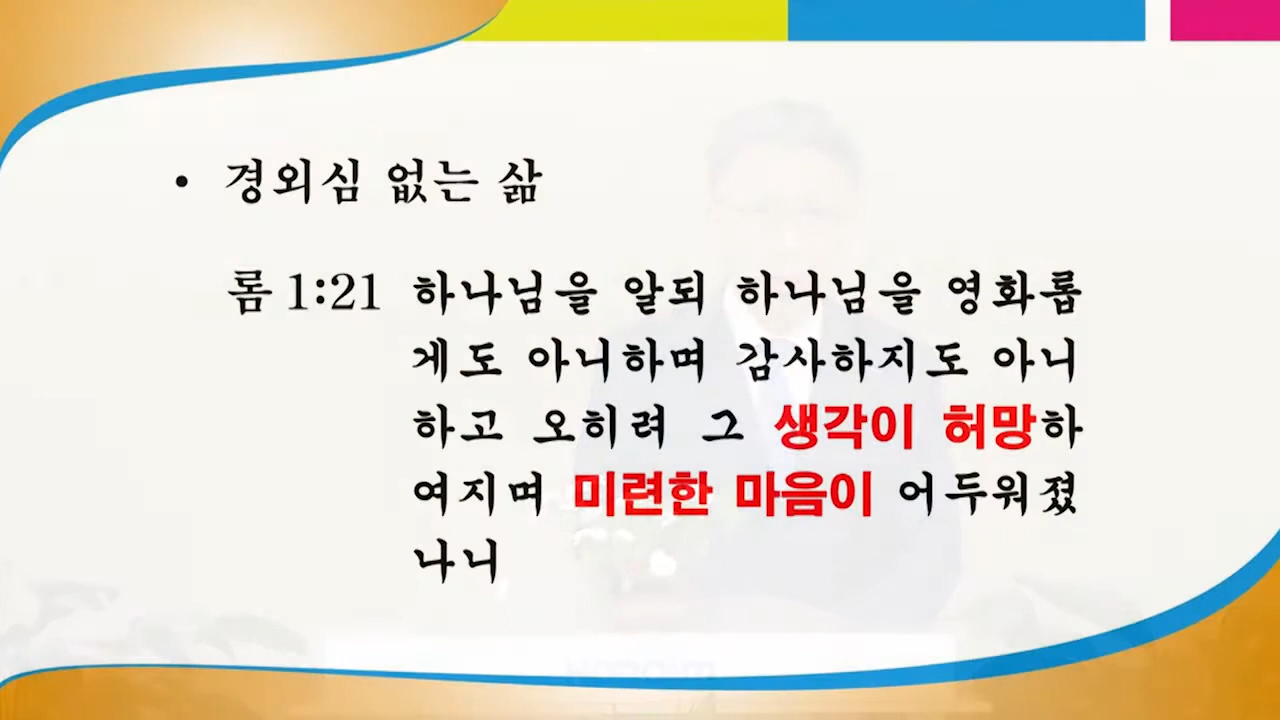 • 경외심 없는 삶
롬 1:21 하나님을 알되 하나님을 영화롭
게도 아니하며 감사하지도 아니
하고 오히려 그 생각이 허망하
여지며 미련한 마음이 어두워졌
나니